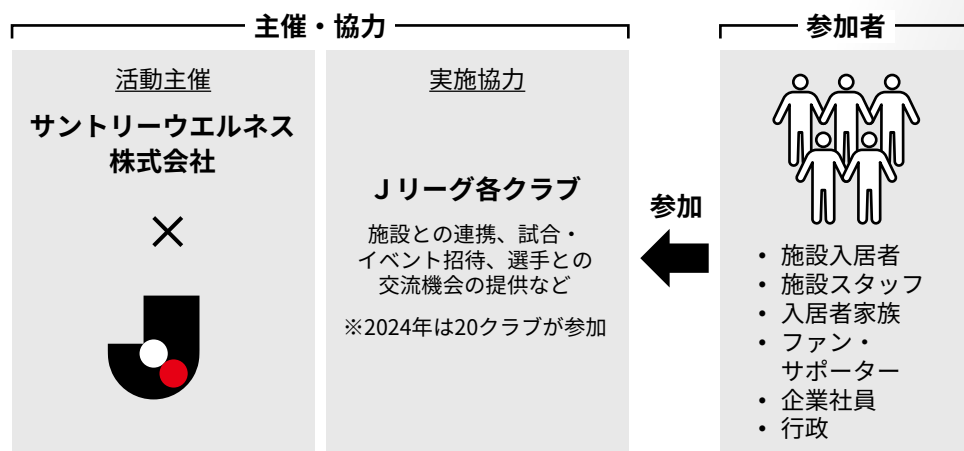 主催・協力
活動主催
サントリーウエルネス
株式会社
×
実施協力
Jリーグ各クラブ
施設との連携、試合・
イベント招待、選手との
交流機会の提供など
※2024年は20クラブが参加
参加
参加者
• 施設入居者
• 施設スタッフ
• 入居者家族
• ファン・
サポーター
• 企業社員
• 行政